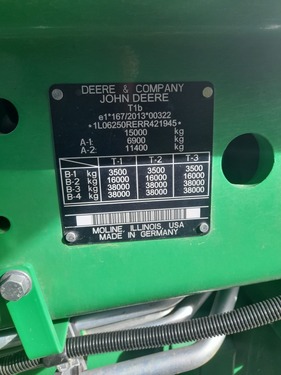 DEERE & COMPANY
JOHN DEERE
T1b
e1*167/2013*00322
*1L06250RERR421945*
15000 kg
A-1: 6900 kg
A-2: 11400 kg
T-1 T-2 T-3
B-1 kg 3500 3500 3500
B-2 kg 16000 16000 16000
B-3 kg 38000 38000 38000
B-4 kg 38000 38000 38000
MOLINE, ILLINOIS, USA
MADE IN GERMANY